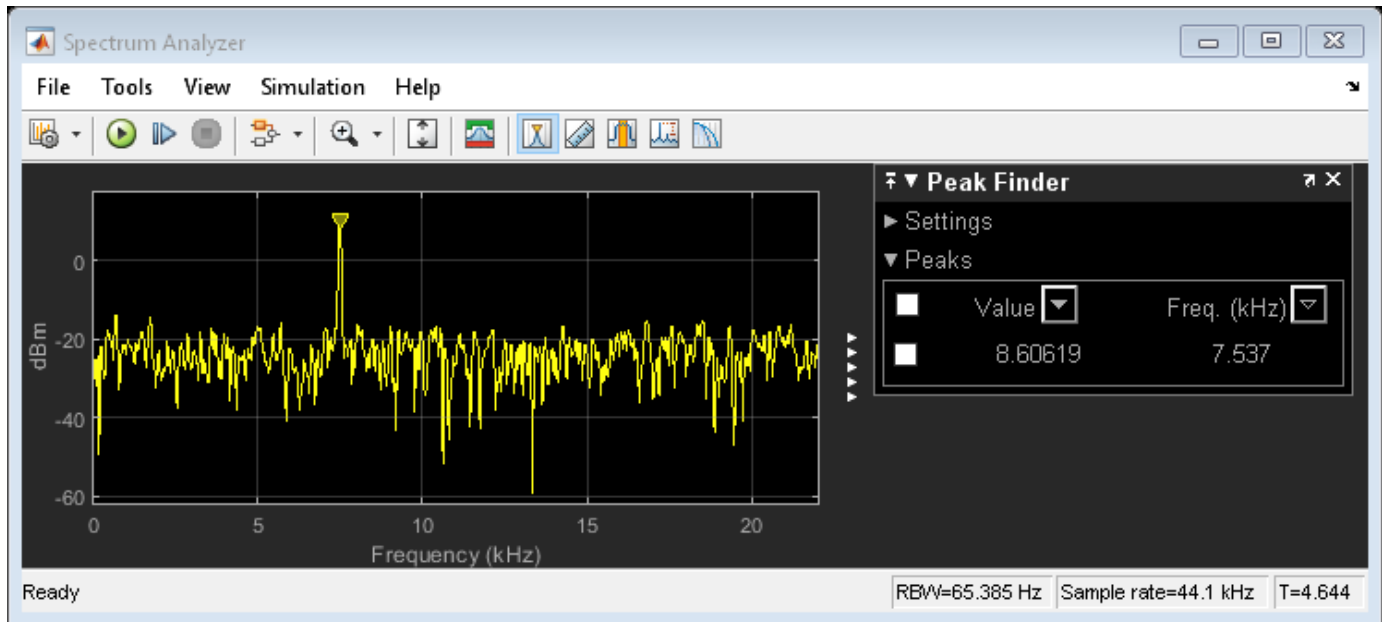 Spectrum Analyzer
File Tools View Simulation Help
Peak Finder
Settings
Peaks
Value Freq. (kHz)
8.60619 7.537
0
-20
-40
-60
dBm
0 5 10 15 20
Frequency (kHz)
Ready RBW=65.385 Hz Sample rate=44.1 kHz T=4.644